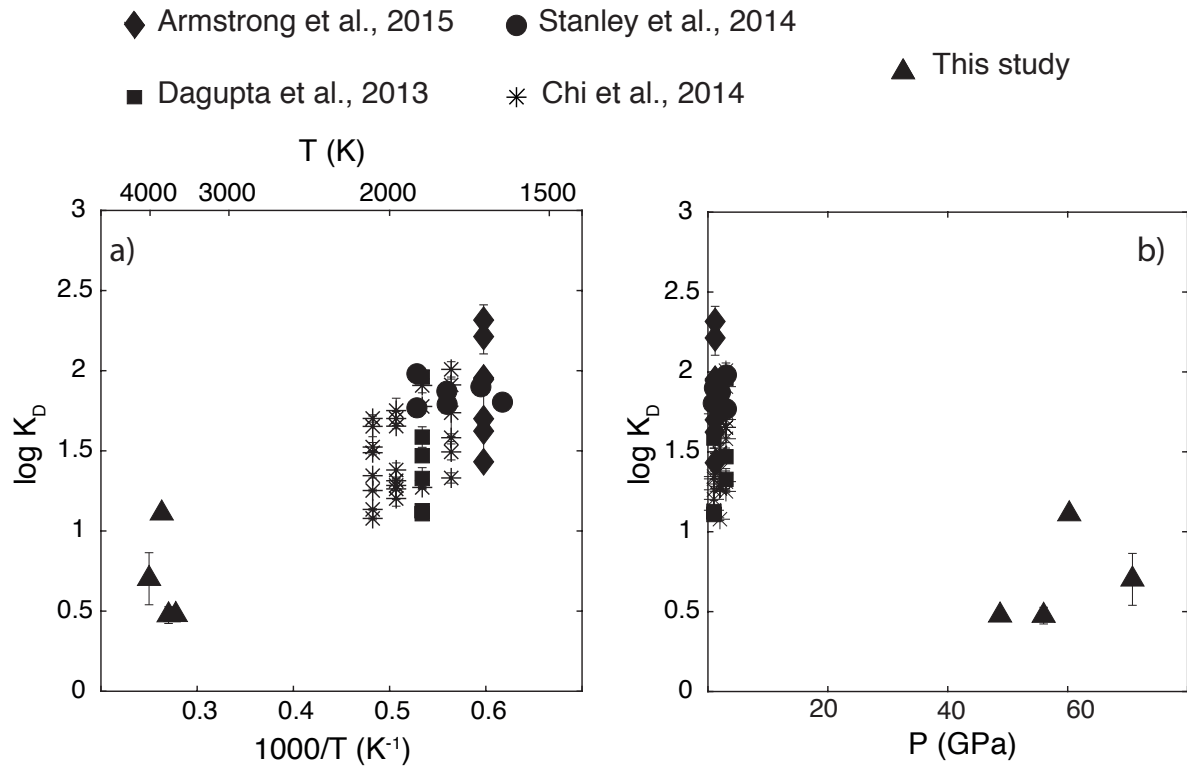 Armstrong et al., 2015
Stanley et al., 2014
This study
Dagupta et al., 2013
Chi et al., 2014
T (K)
4000 3000 2000 1500
3
2.5
2
1.5
1
0.5
0
log K_D
a)
0.3 0.4 0.5 0.6
1000/T (K⁻¹)
3
2.5
2
1.5
1
0.5
0
log K_D
b)
20 40 60
P (GPa)